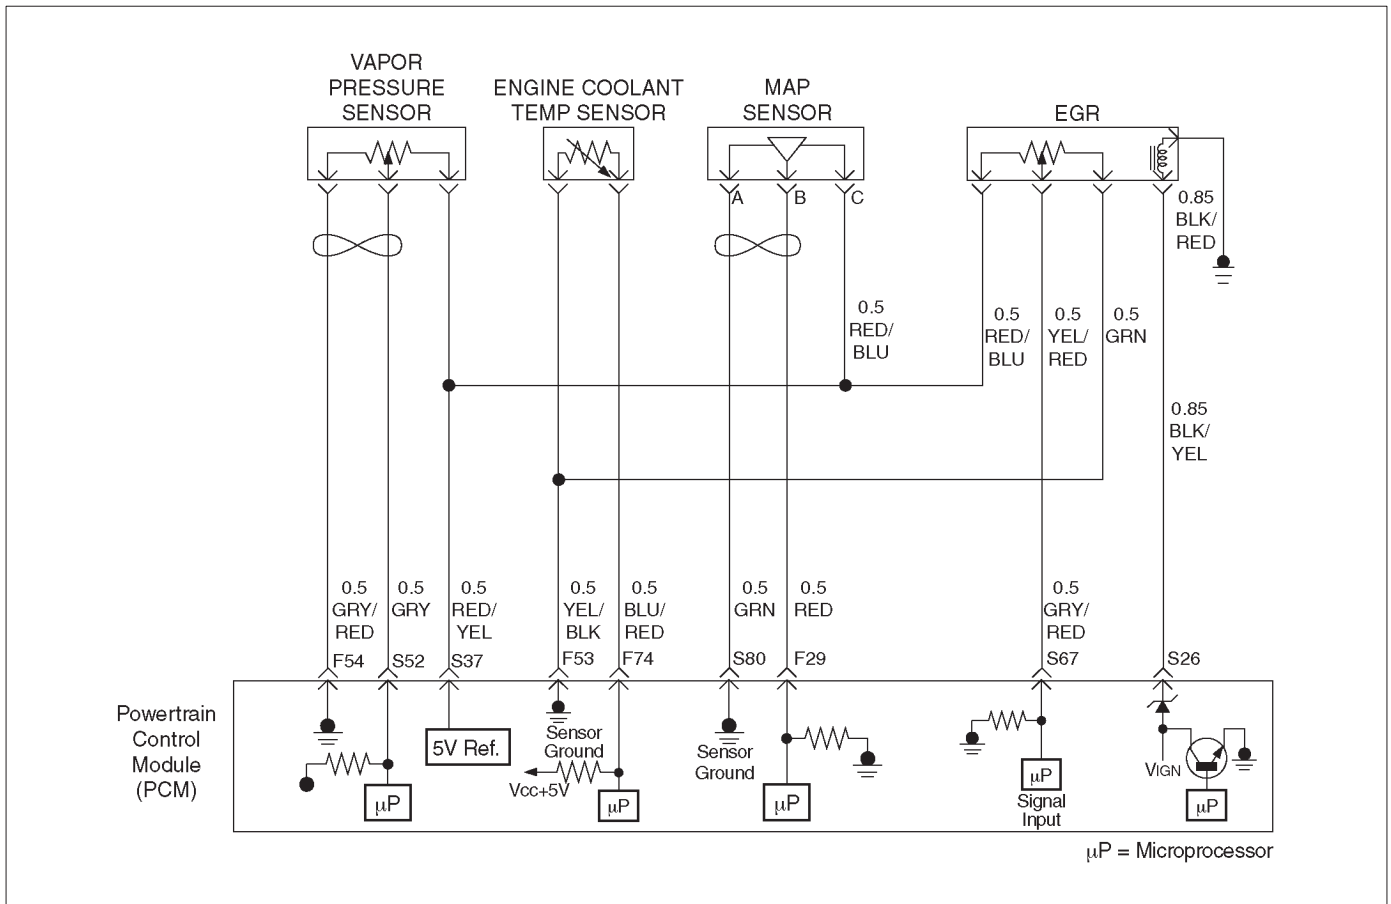 VAPOR
PRESSURE
SENSOR
ENGINE COOLANT
TEMP SENSOR
MAP
SENSOR
EGR
A
B
C
0.85
BLK/
RED
0.5
RED/
BLU
0.5
RED/
BLU
0.5
YEL/
RED
0.5
GRN
0.85
BLK/
YEL
0.5
GRY/
RED
0.5
GRY
0.5
RED/
YEL
0.5
YEL/
BLK
0.5
BLU/
RED
0.5
GRN
0.5
RED
0.5
GRY/
RED
F54
S52
S37
F53
F74
S80
F29
S67
S26
Powertrain
Control
Module
(PCM)
5V Ref.
Sensor
Ground
Vcc+5V
Sensor
Ground
VIGN
µP
µP
µP
µP
Signal
Input
µP
µP = Microprocessor